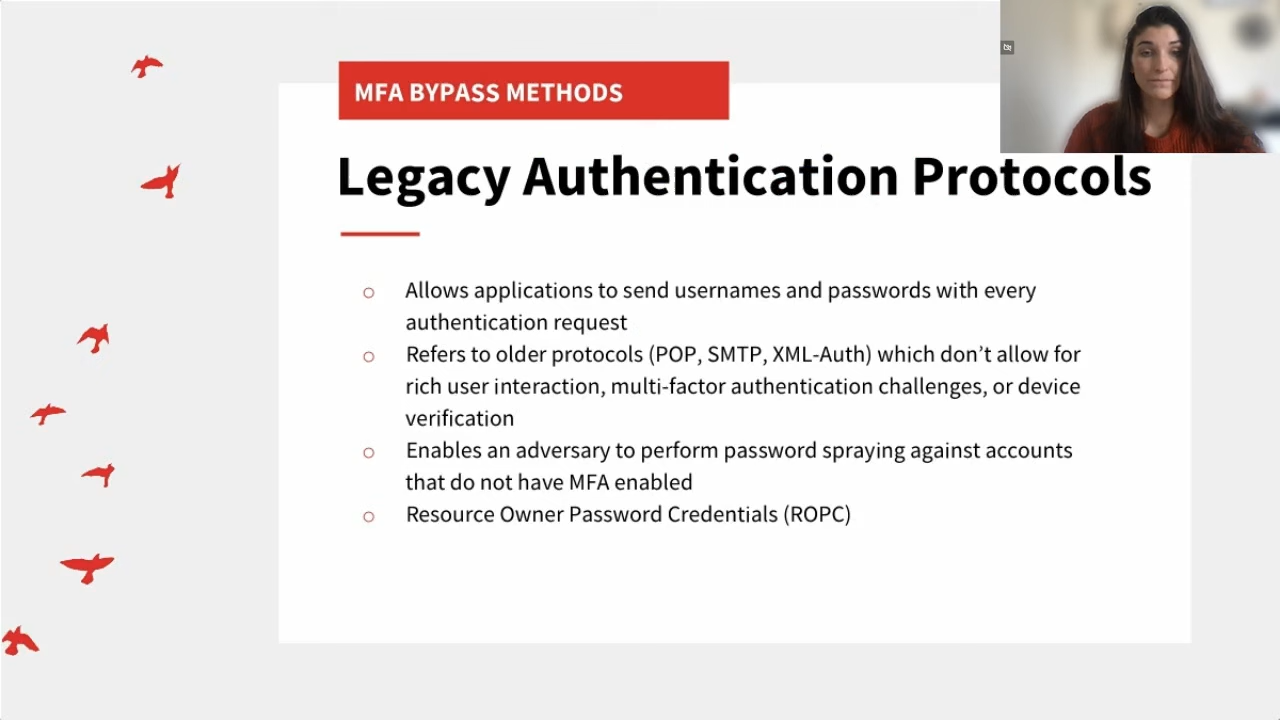 MFA BYPASS METHODS
Legacy Authentication Protocols
Allows applications to send usernames and passwords with every
authentication request
Refers to older protocols (POP, SMTP, XML-Auth) which don’t allow for
rich user interaction, multi-factor authentication challenges, or device
verification
Enables an adversary to perform password spraying against accounts
that do not have MFA enabled
Resource Owner Password Credentials (ROPC)